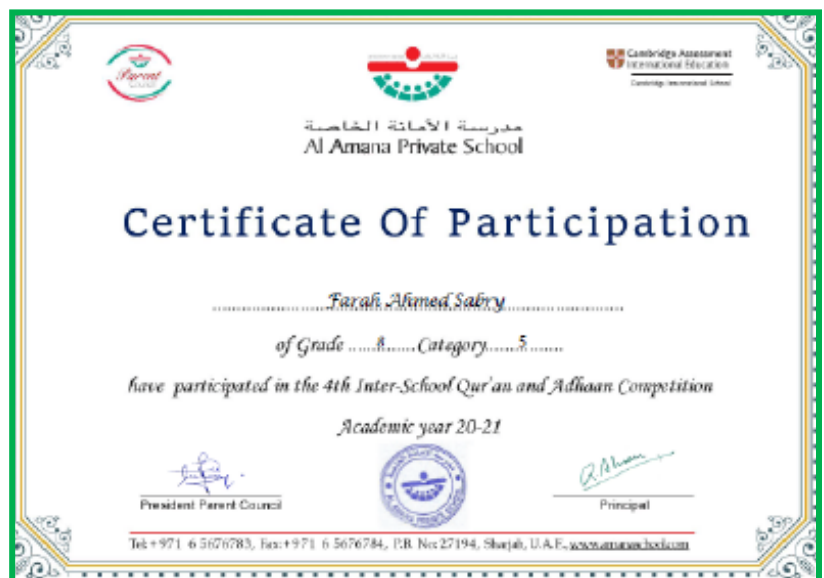 Parent
Cambridge Assessment
International Education
Cambridge International School
مدرسة الأمانة الخاصة
Al Amana Private School
Certificate Of Participation
Farah Ahmed Sabry
of Grade ......8.......Category......5........
have participated in the 4th Inter-School Qur'an and Adhaan Competition
Academic year 20-21
President Parent Council
Principal
Tel:+971 6 5676783, Fax:+971 6 5676784, P.B. No: 27194, Sharjah, U.A.E., www.amanaschool.com